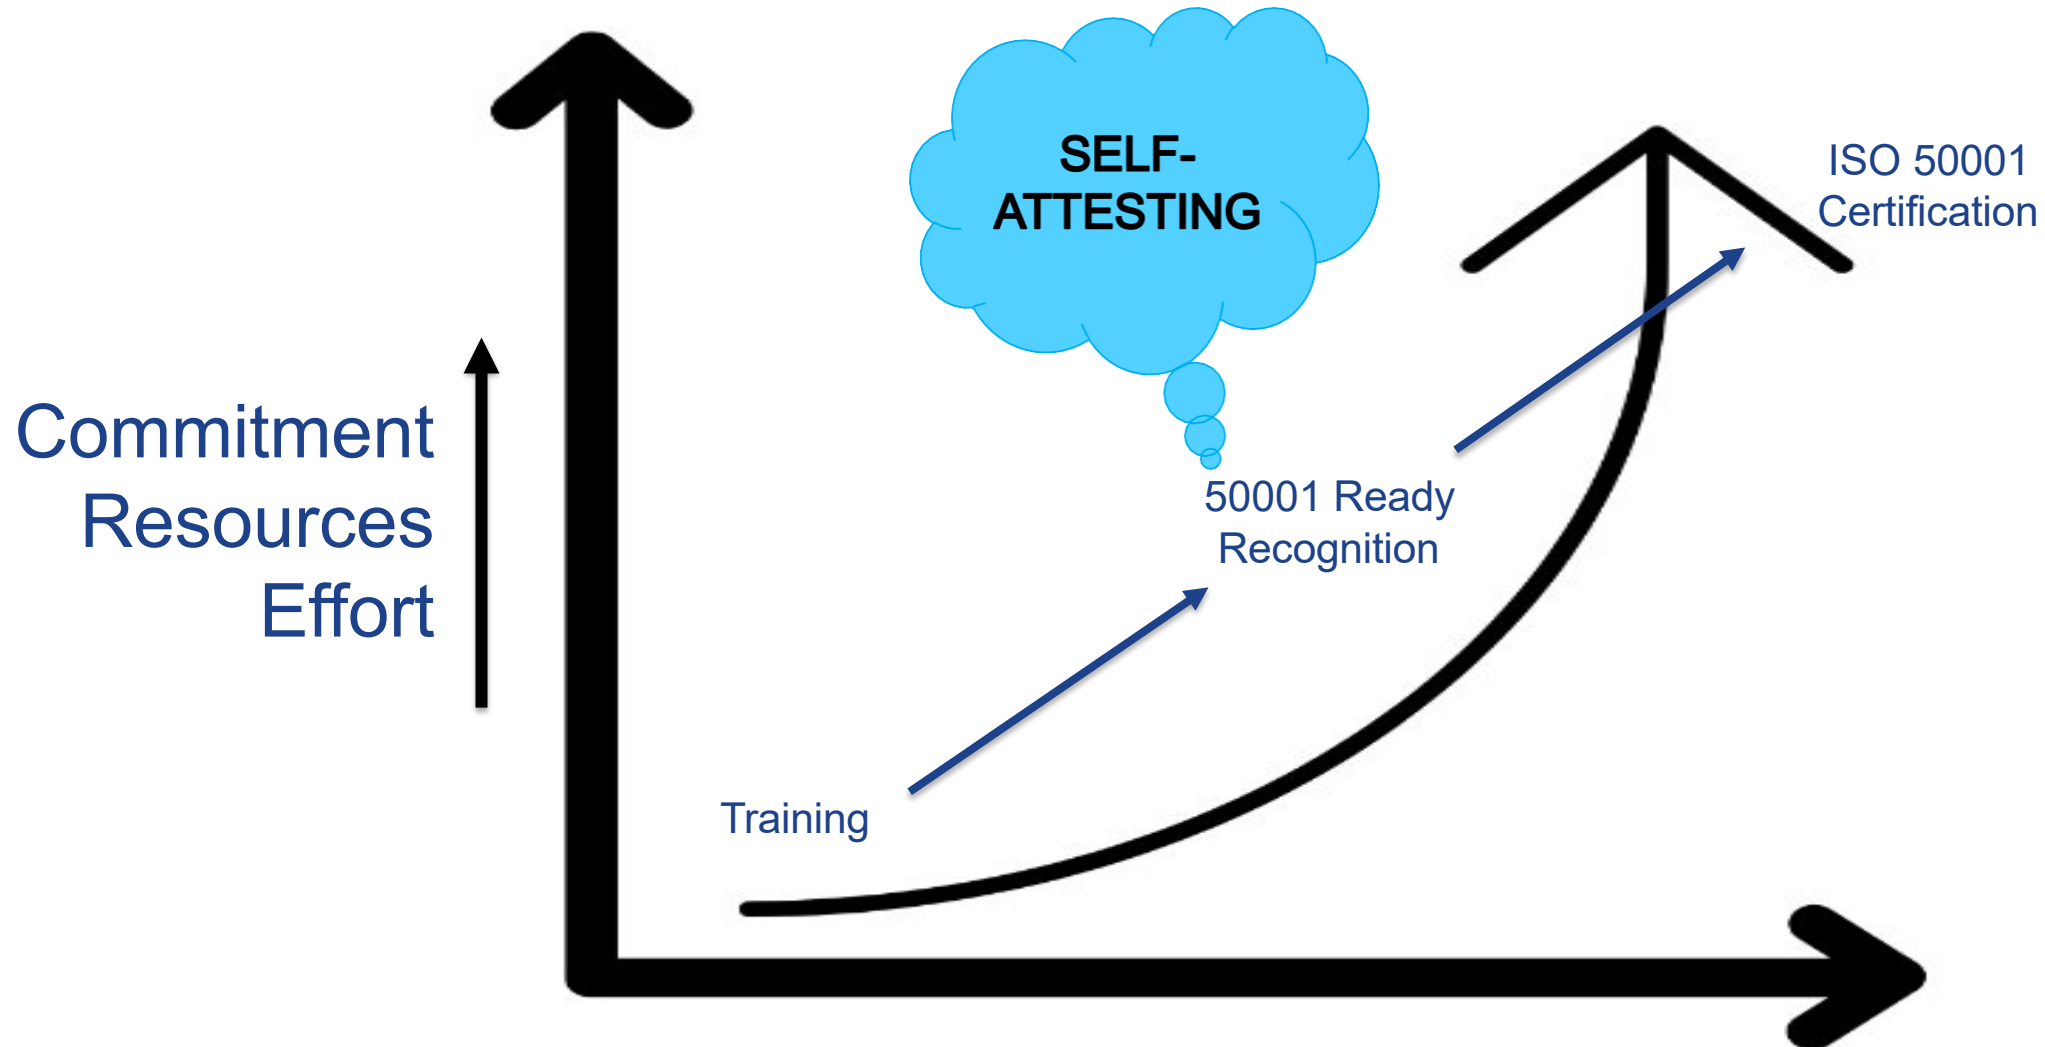 SELF-
ATTESTING
ISO 50001
Certification
Commitment
Resources
Effort
50001 Ready
Recognition
Training